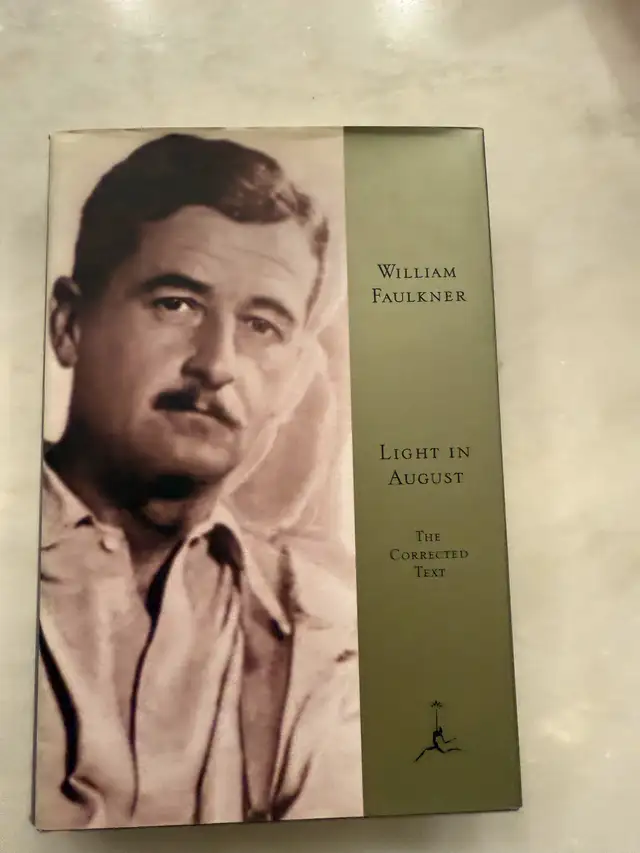 WILLIAM
FAULKNER
LIGHT IN
AUGUST
THE
CORRECTED
TEXT